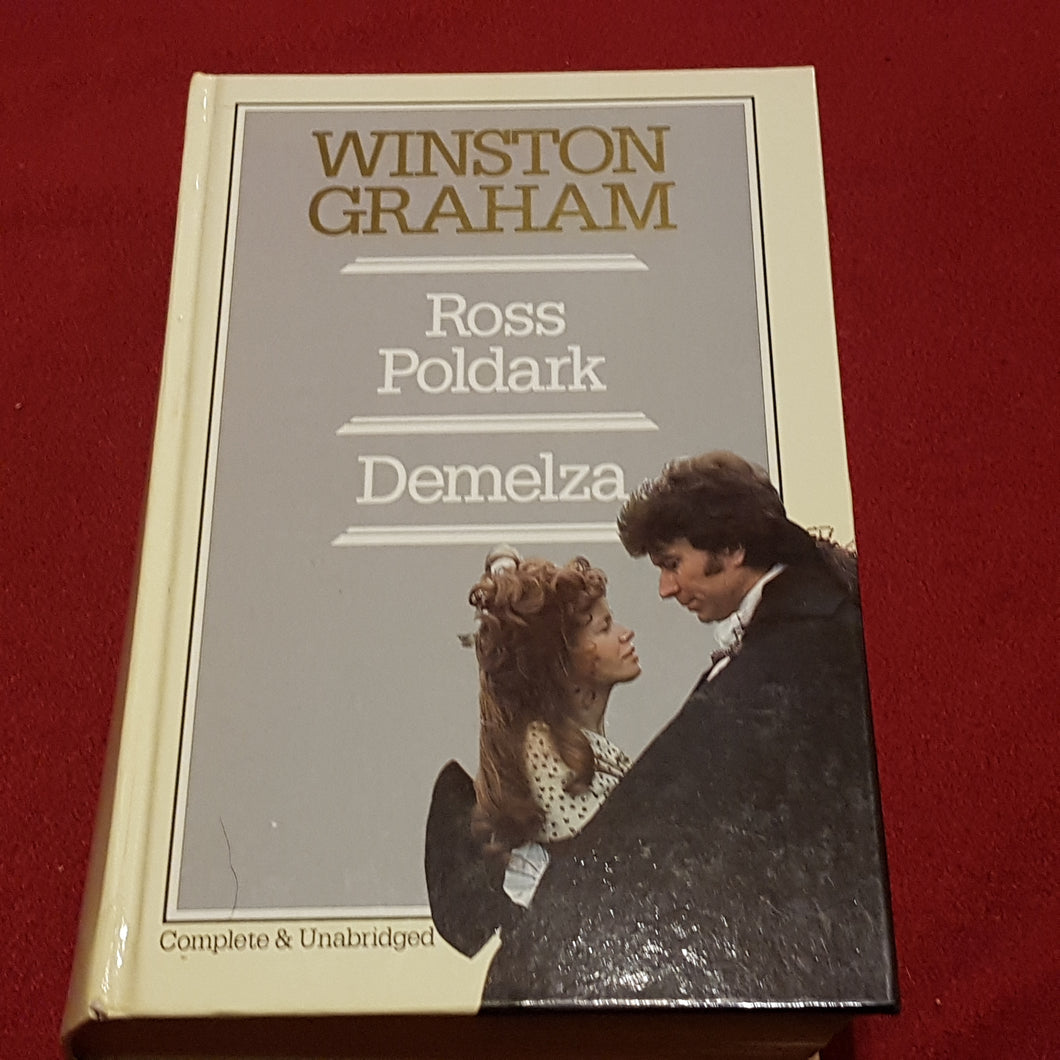 WINSTON
GRAHAM
Ross
Poldark
Demelza
Complete & Unabridged